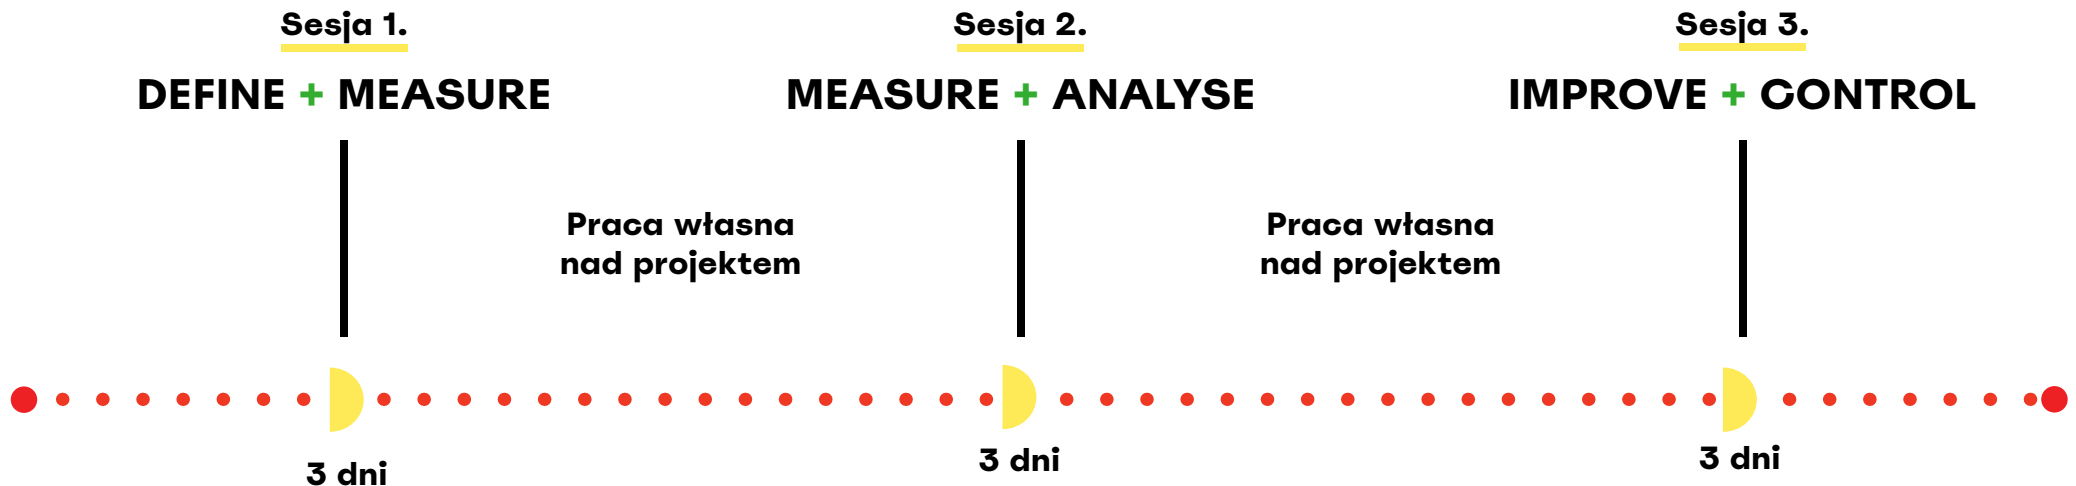 Sesja 1.
DEFINE + MEASURE
Sesja 2.
MEASURE + ANALYSE
Sesja 3.
IMPROVE + CONTROL
Praca własna
nad projektem
Praca własna
nad projektem
3 dni
3 dni
3 dni